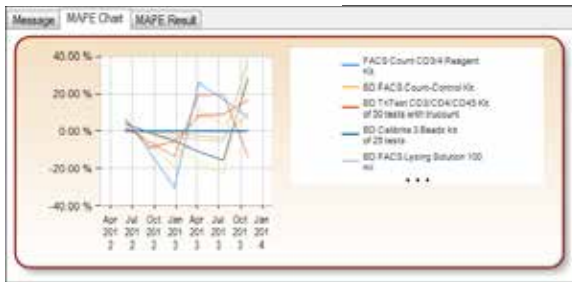 Message MAPE Chart MAPE Result
40.00 %
20.00 %
0.00 %
-20.00 %
-40.00 %
Apr Jul Oct Jan Apr Jul Oct Jan
201 201 201 201 201 201 201 201
2 2 2 3 3 3 3 4
FACS Count CD3/4 Reagent
Kit
BD FACS Count-Control Kit
BD TriTest CD3/CD4/CD45 Kit
of 50 tests with trucount
BD Calibrite 3 Beads kit
of 25 tests
BD FACS Lysing Solution 100
• • •